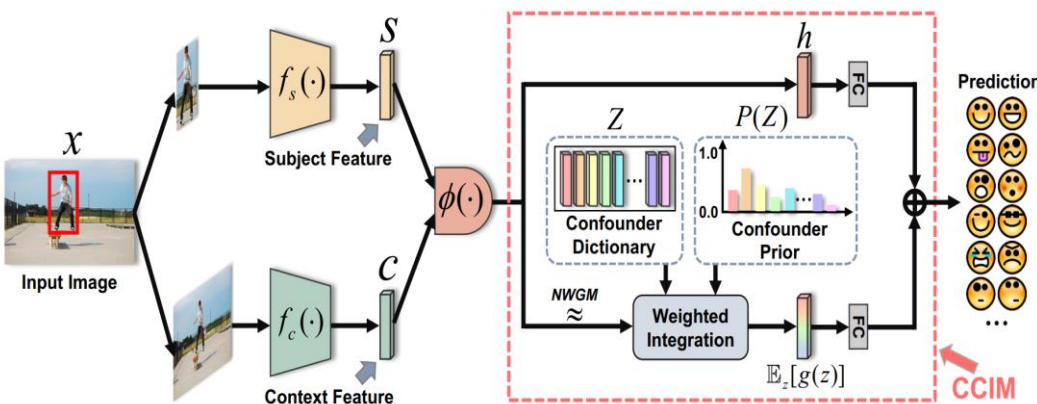 x
Input Image
f_s(·)
s
Subject Feature
f_c(·)
c
Context Feature
ϕ(·)
h
FC
Z
Confounder
Dictionary
...
P(Z)
1.0
0.0
...
Confounder
Prior
NWGM
≈
Weighted
Integration
𝔼_z[g(z)]
FC
Prediction
...
CCIM